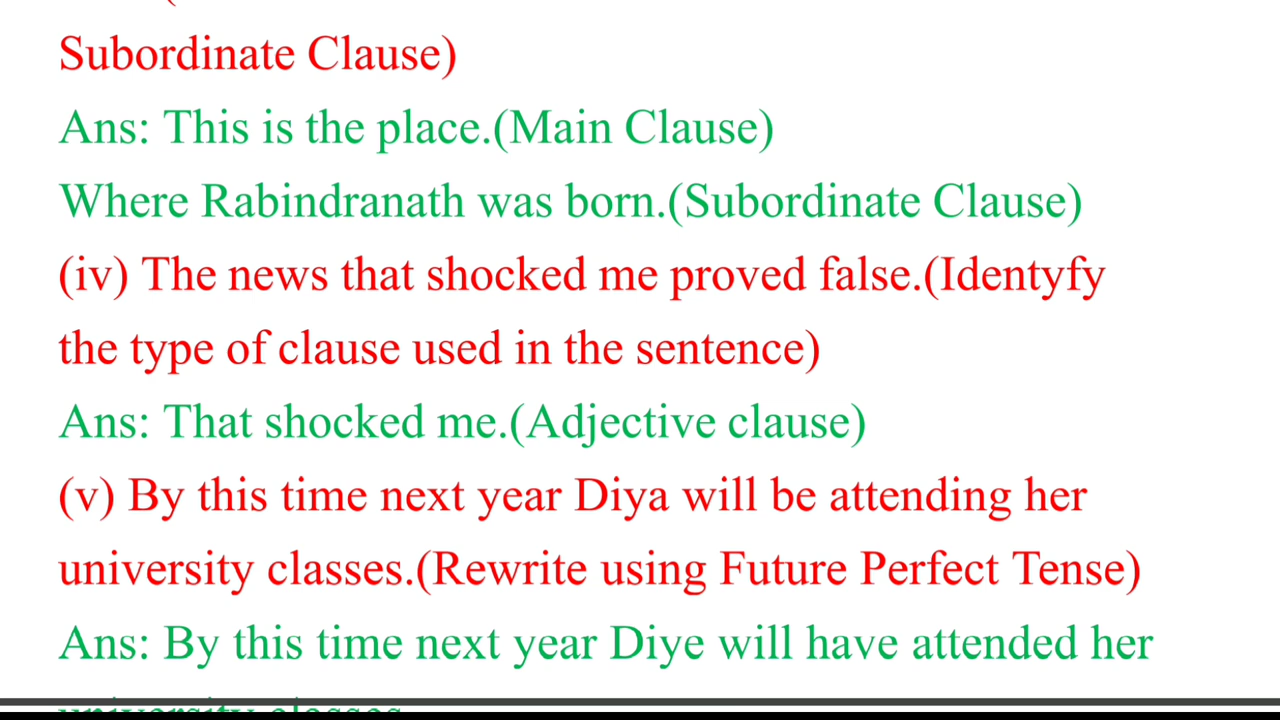 Subordinate Clause)
Ans: This is the place.(Main Clause)
Where Rabindranath was born.(Subordinate Clause)
(iv) The news that shocked me proved false.(Identyfy
the type of clause used in the sentence)
Ans: That shocked me.(Adjective clause)
(v) By this time next year Diya will be attending her
university classes.(Rewrite using Future Perfect Tense)
Ans: By this time next year Diye will have attended her
university classes